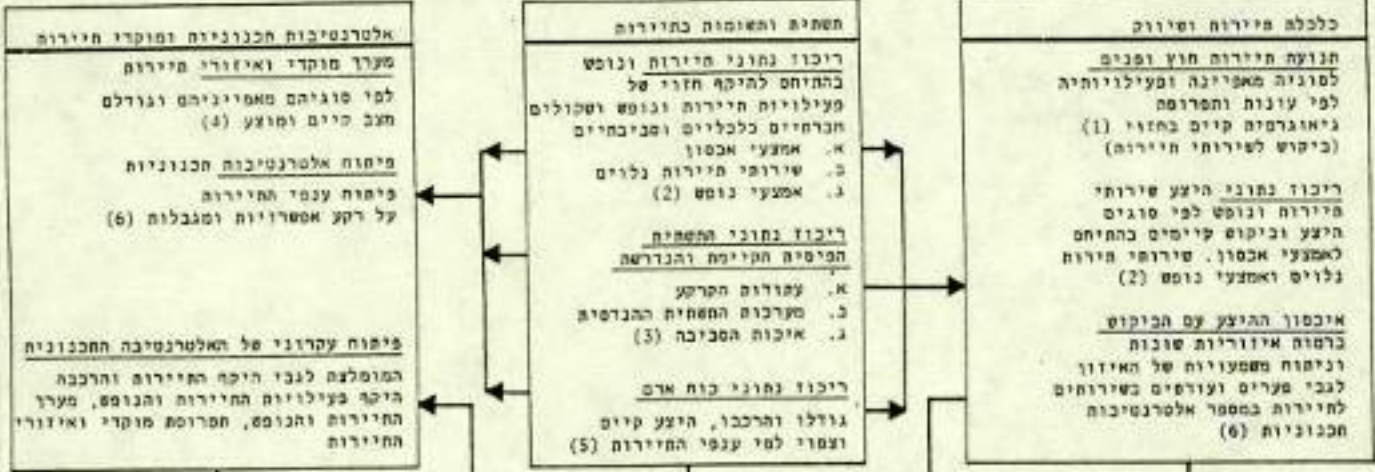 כלכלת תיירות ושיווק
תנועת תיירות חוץ ופנים
לסוגיה מאפיינה ופעילויותיה
לפי עונות ותפרוסת
גיאוגרפית קיים בחזוי (1)
(ביקוש לשירותי תיירות)
ריכוז נתוני היצע שירותי
תיירות ונופש לפי סוגים
היצע וביקוש קיימים בהתיחס
לאמצעי אכסון. שירותי תירות
נלוים ואמצעי נופש (2)
איכסון ההיצע עם הביקוש
ברמות איזוריות שונות
וניתוח משמעויות של האיזון
לגבי פערים ועודפים בשירותים
לתיירות במספר אלטרנטיבות
תכנוניות (6)
תשתית ותשומות בתיירות
ריכוז נתוני תיירות ונופש
בהתיחס להיקף חזוי של
פעילויות תיירות ונופש ושקולים
חברתיים כלכליים וסביבתיים
א. אמצעי אכסון
ב. שירותי תיירות נלוים
ג. אמצעי נופש (2)
ריכוז נתוני התשתית
הפיסית הקיימת והנדרשת
א. עתודות הקרקע
ב. מערכות התשתית ההנדסית
ג. איכות הסביבה (3)
ריכוז נתוני כוח אדם
גודלו והרכבו, היצע קיים
וצפוי לפי ענפי התיירות (5)
אלטרנטיבות תכנוניות ומוקדי תיירות
מערך מוקדי ואיזורי תיירות
לפי סוגיהם מאפייניהם וגודלם
מצב קיים ומוצע (4)
פיתוח אלטרנטיבות תכנוניות
פיתוח ענפי התיירות
על רקע אפשרויות ומגבלות (6)
פיתוח עקרוני של האלטרנטיבה התכנונית
המומלצת לגבי היקף התיירות והרכבה
היקף פעילויות התיירות והנופש, מערך
התיירות והנופש, תפרוסת מוקדי ואיזורי
התיירות